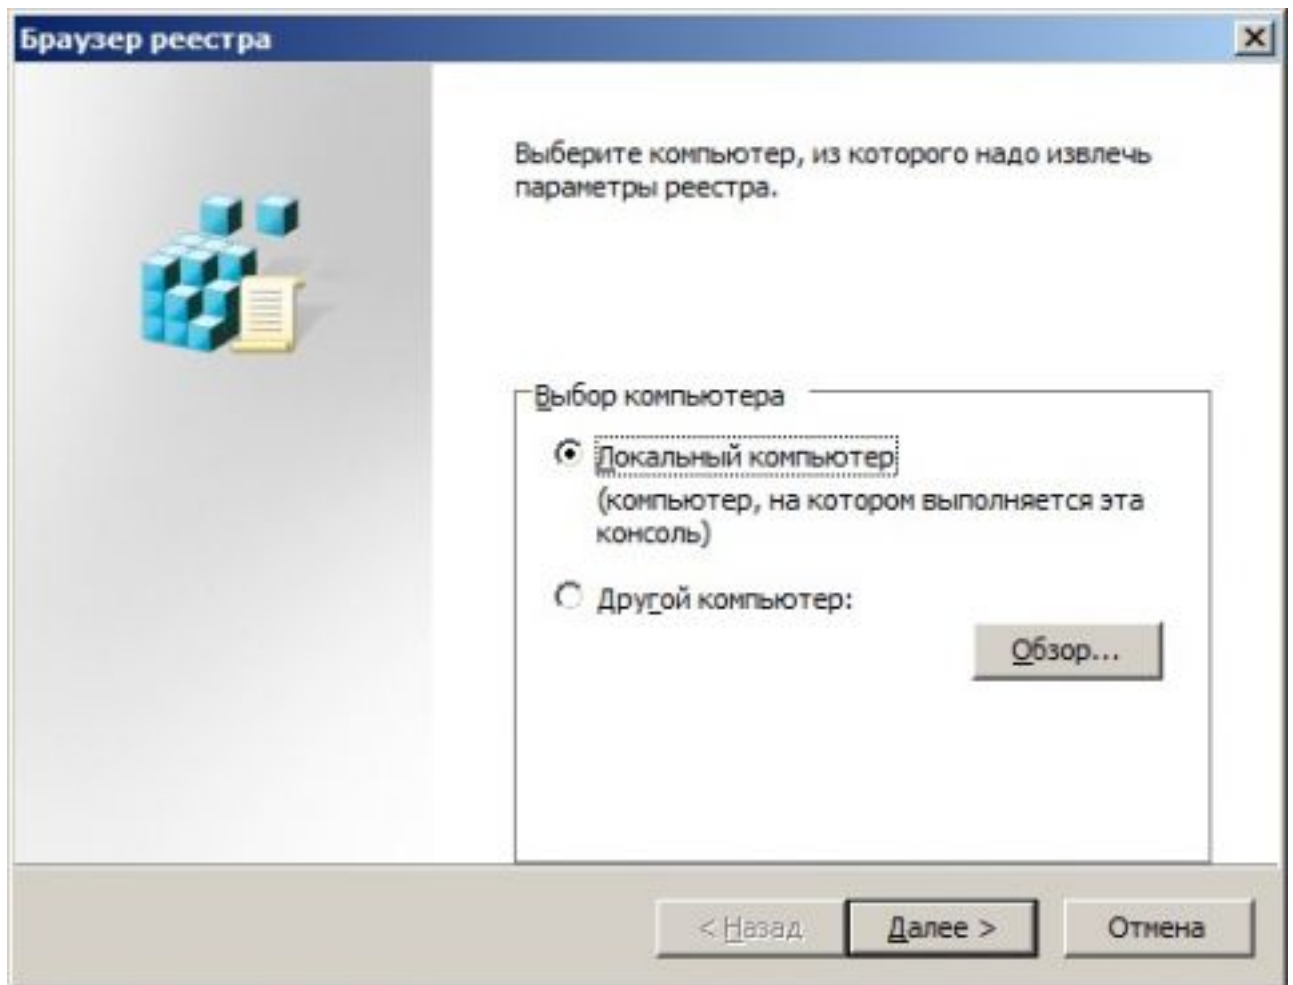 Браузер реестра
Выберите компьютер, из которого надо извлечь
параметры реестра.
Выбор компьютера
Локальный компьютер
(компьютер, на котором выполняется эта
консоль)
Другой компьютер:
Обзор...
< Назад
Далее >
Отмена